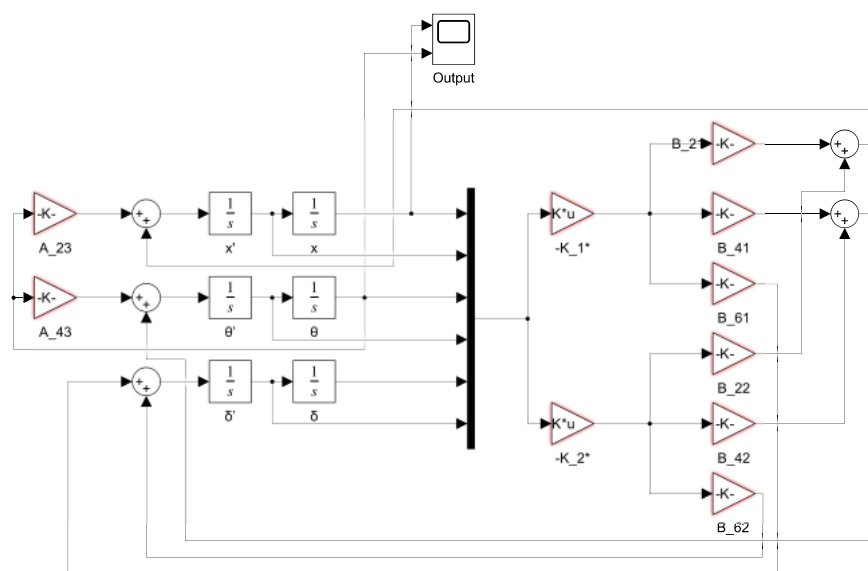 Output
B_21
-K-
+
+
-K-
A_23
+
+
1
s
x'
1
s
x
K*u
-K_1*
-K-
B_41
+
+
-K-
A_43
+
+
1
s
θ'
1
s
θ
-K-
B_61
-K-
B_22
+
+
1
s
δ'
1
s
δ
K*u
-K_2*
-K-
B_42
-K-
B_62